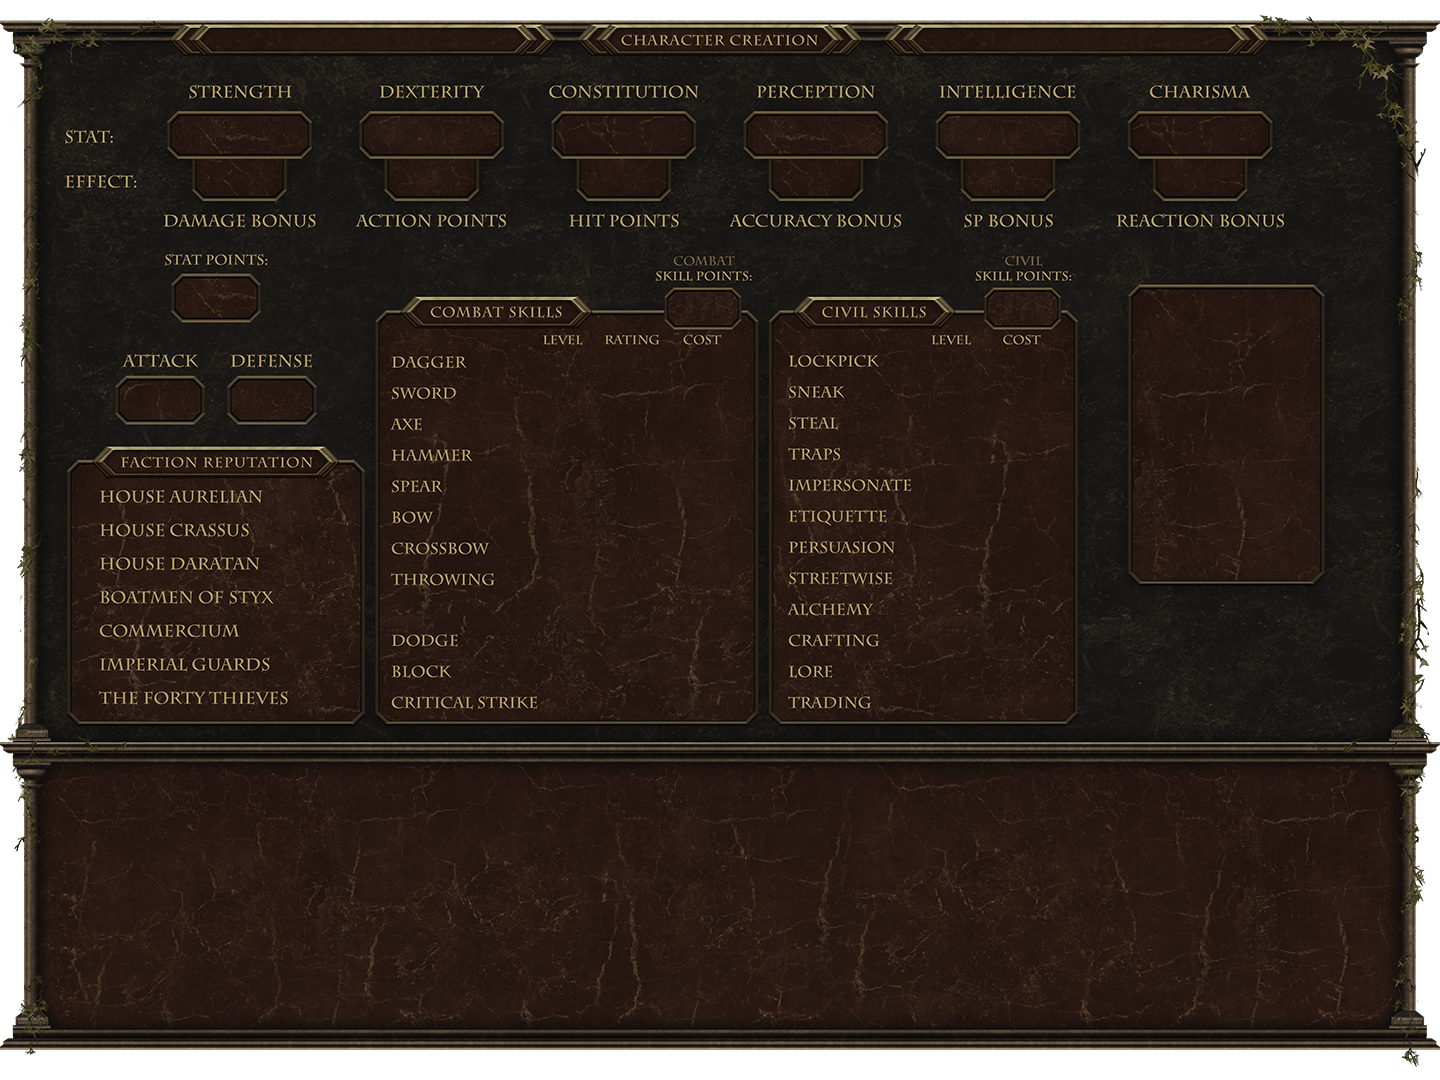 CHARACTER CREATION
STRENGTH DEXTERITY CONSTITUTION PERCEPTION INTELLIGENCE CHARISMA
STAT:
EFFECT:
DAMAGE BONUS ACTION POINTS HIT POINTS ACCURACY BONUS SP BONUS REACTION BONUS
STAT POINTS:
ATTACK DEFENSE
FACTION REPUTATION
HOUSE AURELIAN
HOUSE CRASSUS
HOUSE DARATAN
BOATMEN OF STYX
COMMERCIUM
IMPERIAL GUARDS
THE FORTY THIEVES
COMBAT
SKILL POINTS:
COMBAT SKILLS
LEVEL RATING COST
DAGGER
SWORD
AXE
HAMMER
SPEAR
BOW
CROSSBOW
THROWING
DODGE
BLOCK
CRITICAL STRIKE
CIVIL
SKILL POINTS:
CIVIL SKILLS
LEVEL COST
LOCKPICK
SNEAK
STEAL
TRAPS
IMPERSONATE
ETIQUETTE
PERSUASION
STREETWISE
ALCHEMY
CRAFTING
LORE
TRADING